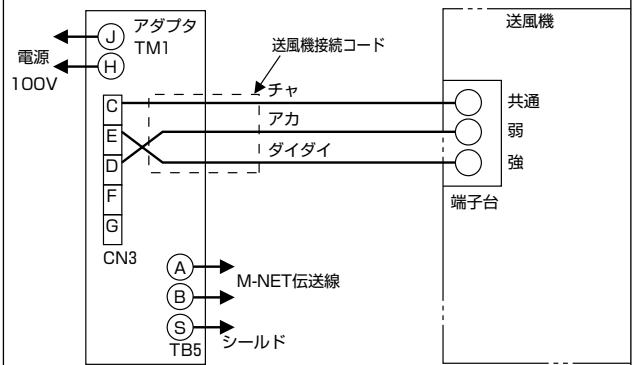 アダプタ
TM1
J
H
電源
100V
送風機接続コード
送風機
チャ
アカ
ダイダイ
C
E
D
F
G
CN3
共通
弱
強
端子台
A
B
S
TB5
M-NET伝送線
シールド